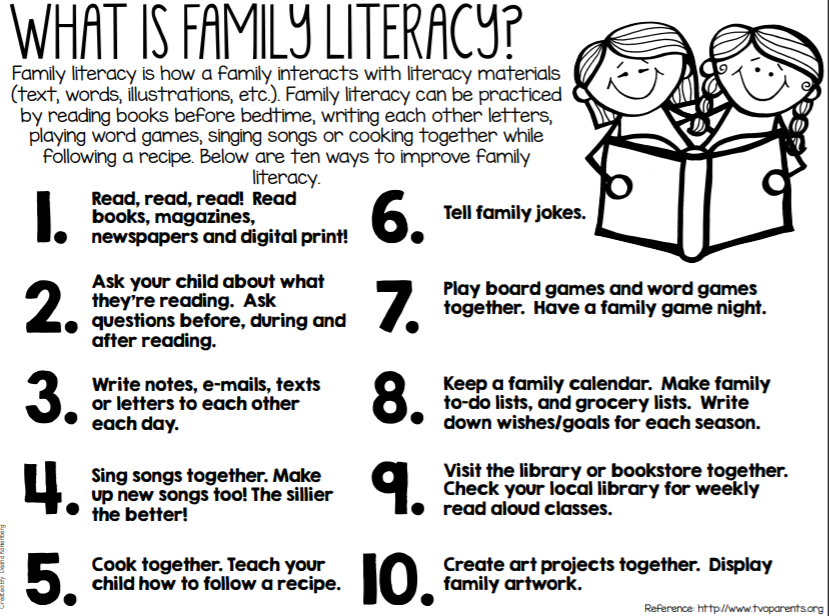 WHAT IS FAMILY LITERACY?
Family literacy is how a family interacts with literacy materials
(text, words, illustrations, etc.). Family literacy can be practiced
by reading books before bedtime, writing each other letters,
playing word games, singing songs or cooking together while
following a recipe. Below are ten ways to improve family
literacy.
1. Read, read, read! Read
books, magazines,
newspapers and digital print!
2. Ask your child about what
they're reading. Ask
questions before, during and
after reading.
3. Write notes, e-mails, texts
or letters to each other
each day.
4. Sing songs together. Make
up new songs too! The sillier
the better!
5. Cook together. Teach your
child how to follow a recipe.
6. Tell family jokes.
7. Play board games and word games
together. Have a family game night.
8. Keep a family calendar. Make family
to-do lists, and grocery lists. Write
down wishes/goals for each season.
9. Visit the library or bookstore together.
Check your local library for weekly
read aloud classes.
10. Create art projects together. Display
family artwork.
Reference: http://www.tvoparents.org
Created By: